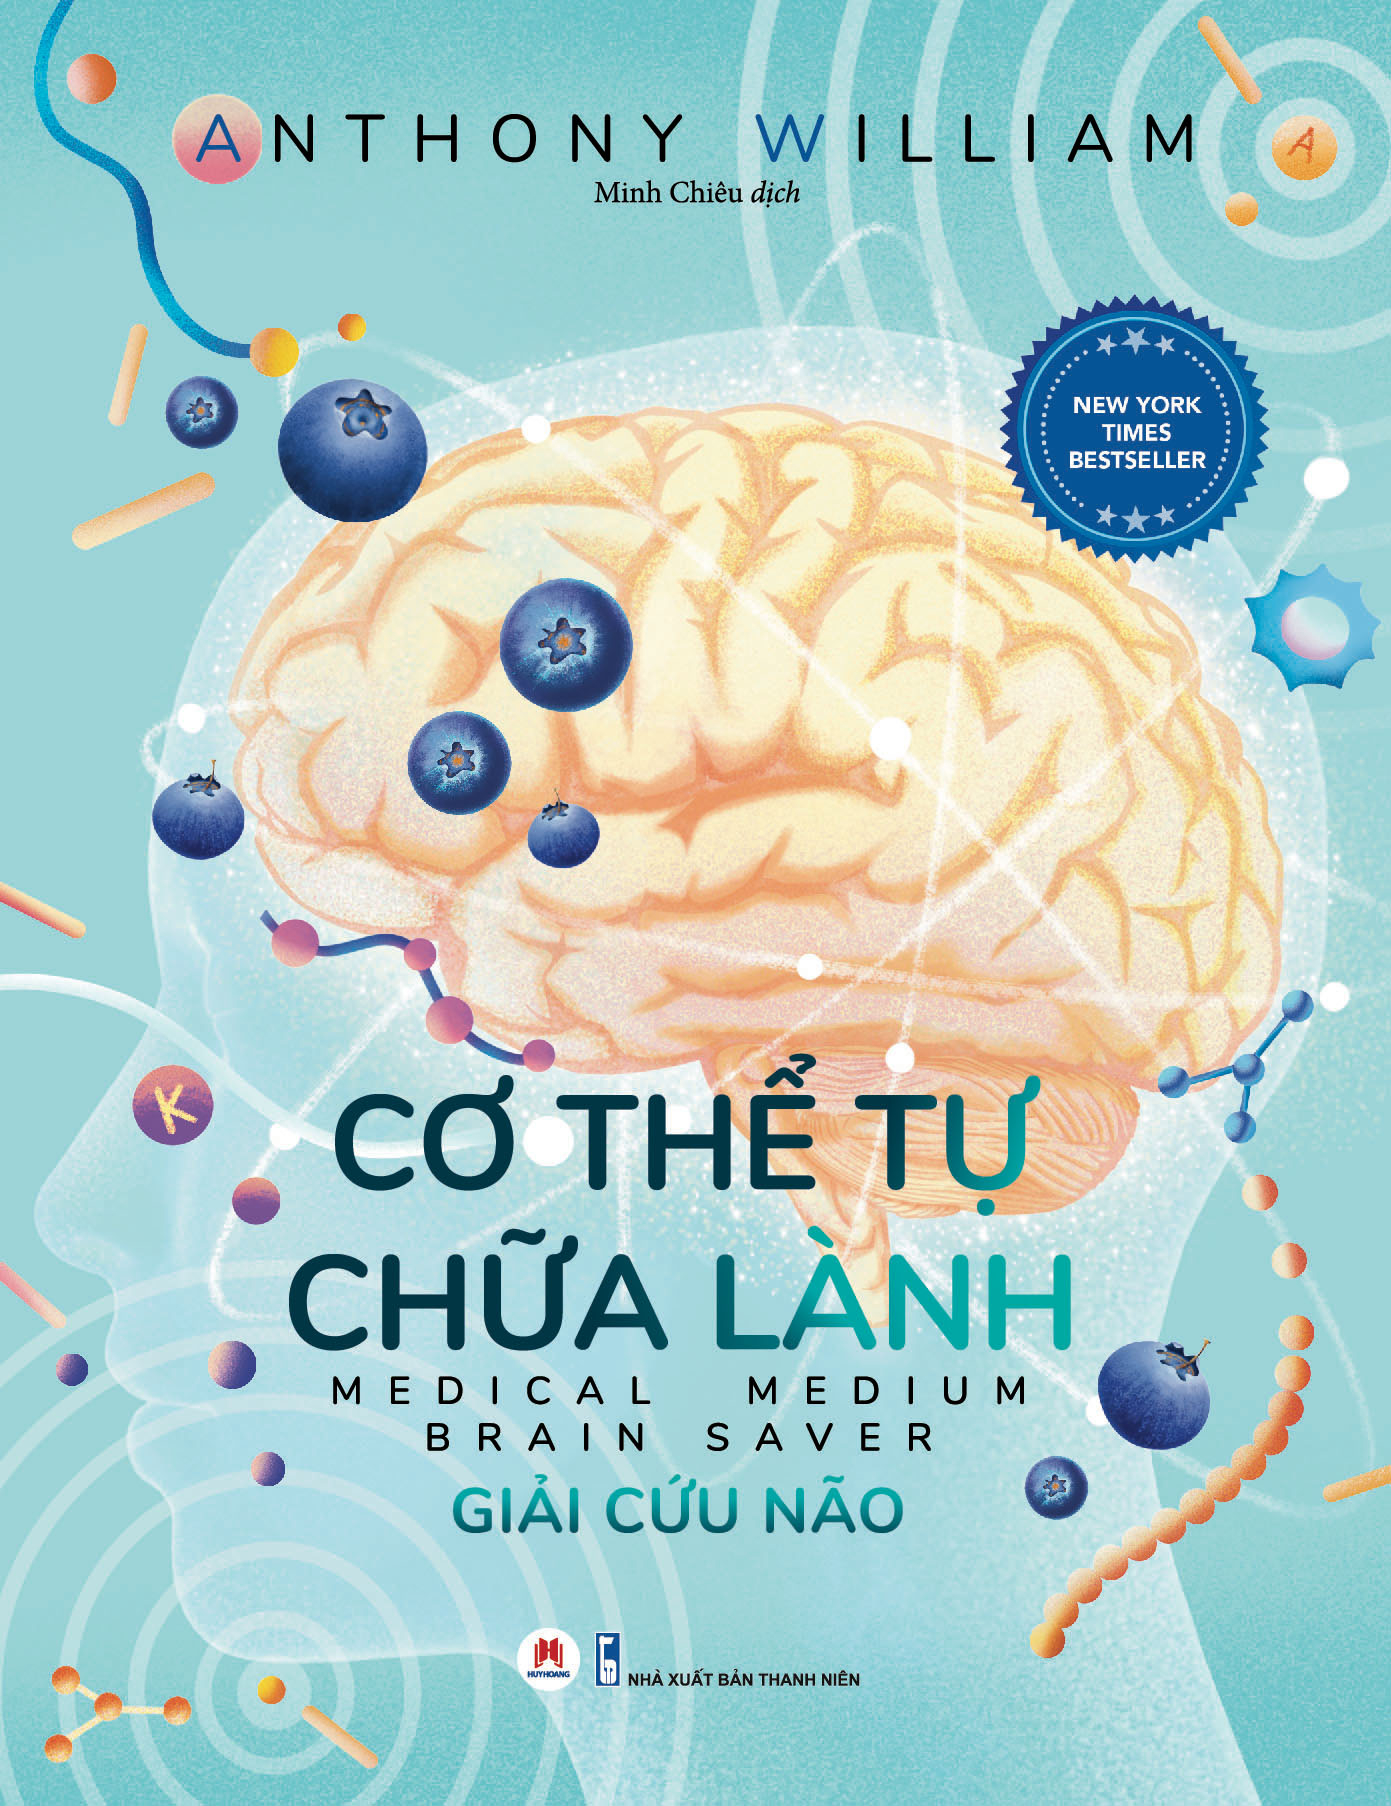 ANTHONY WILLIAM
A
Minh Chiêu dịch
NEW YORK
TIMES
BESTSELLER
K
CƠ THỂ TỰ
CHỮA LÀNH
MEDICAL MEDIUM
BRAIN SAVER
GIẢI CỨU NÃO
HUYHOANG
NHÀ XUẤT BẢN THANH NIÊN